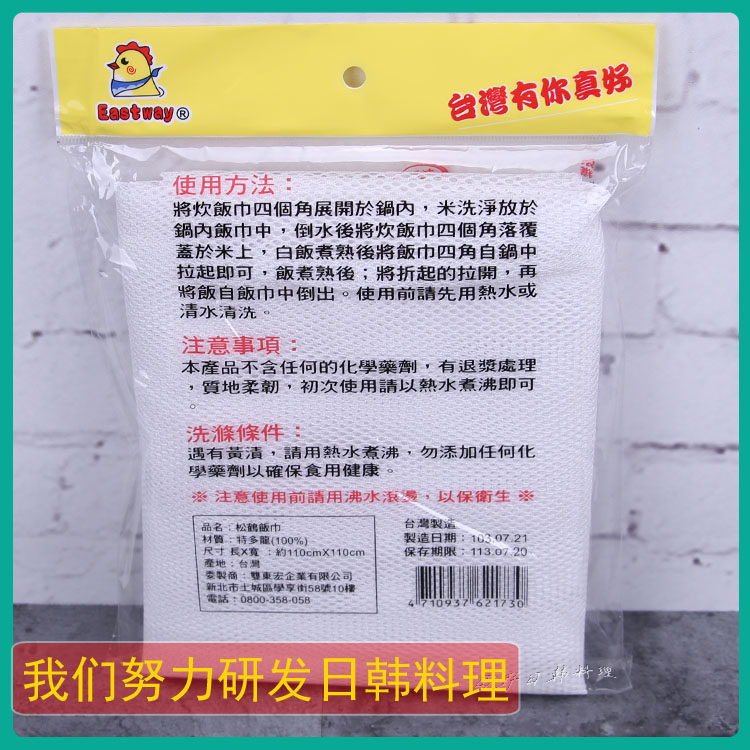 Eastway®
台灣有你真好
使用方法：
將炊飯巾四個角展開於鍋內，米洗淨放於
鍋內飯巾中，倒水後將炊飯巾四個角落覆
蓋於米上，白飯煮熟後將飯巾四角自鍋中
拉起即可，飯煮熟後；將折起的拉開，再
將飯自飯巾中倒出。使用前請先用熱水或
清水清洗。
注意事項：
本產品不含任何的化學藥劑，有退漿處理
，質地柔韌，初次使用請以熱水煮沸即可
。
洗滌條件：
遇有黃漬，請用熱水煮沸，勿添加任何化
學藥劑以確保食用健康。
※ 注意使用前請用沸水滾燙，以保衛生 ※
品名：松鶴飯巾
材質：特多龍(100%)
尺寸 長X寬 ：約110cmX110cm
產地：台灣
委製商：雙東宏企業有限公司
新北市土城區學享街58號10樓
電話：0800-358-058
台灣製造
製造日期：103.07.21
保存期限：113.07.20
4 710937 621730
我们努力研发日韩料理
日韩料理